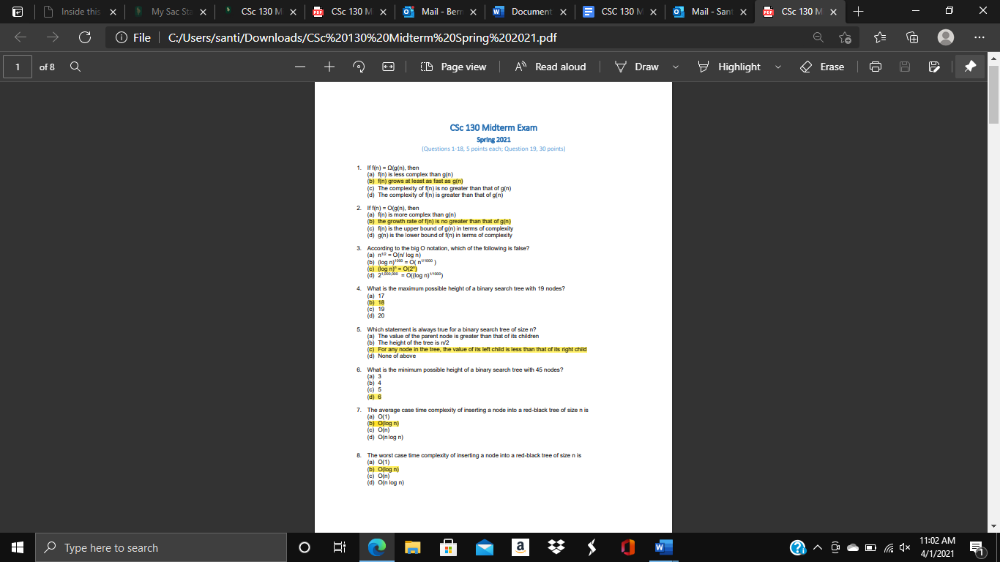 Inside this
My Sac Sta
CSc 130 M
CSc 130 M
Mail - Bern
Document
CSC 130 M
Mail - Sant
CSc 130 M
File
C:/Users/santi/Downloads/CSc%20130%20Midterm%20Spring%202021.pdf
1 of 8
Page view
Read aloud
Draw
Highlight
Erase
CSc 130 Midterm Exam
Spring 2021
(Questions 1-18, 5 points each; Question 19, 30 points)
1. If f(n) = Ω(g(n), then
(a) f(n) is less complex than g(n)
(b) f(n) grows at least as fast as g(n)
(c) The complexity of f(n) is no greater than that of g(n)
(d) The complexity of f(n) is greater than that of g(n)
2. If f(n) = O(g(n), then
(a) f(n) is more complex than g(n)
(b) the growth rate of f(n) is no greater than that of g(n)
(c) f(n) is the upper bound of g(n) in terms of complexity
(d) g(n) is the lower bound of f(n) in terms of complexity
3. According to the big O notation, which of the following is false?
(a) n^1/2 = O(n/ log n)
(b) (log n)^1000 = O( n^1/1000 )
(c) (log n)^n = O(2^n)
(d) 2^1,000,000 = O((log n)^1/1000)
4. What is the maximum possible height of a binary search tree with 19 nodes?
(a) 17
(b) 18
(c) 19
(d) 20
5. Which statement is always true for a binary search tree of size n?
(a) The value of the parent node is greater than that of its children
(b) The height of the tree is n/2
(c) For any node in the tree, the value of its left child is less than that of its right child
(d) None of above
6. What is the minimum possible height of a binary search tree with 45 nodes?
(a) 3
(b) 4
(c) 5
(d) 6
7. The average case time complexity of inserting a node into a red-black tree of size n is
(a) O(1)
(b) O(log n)
(c) O(n)
(d) O(n log n)
8. The worst case time complexity of inserting a node into a red-black tree of size n is
(a) O(1)
(b) O(log n)
(c) O(n)
(d) O(n log n)
Type here to search
11:02 AM
4/1/2021